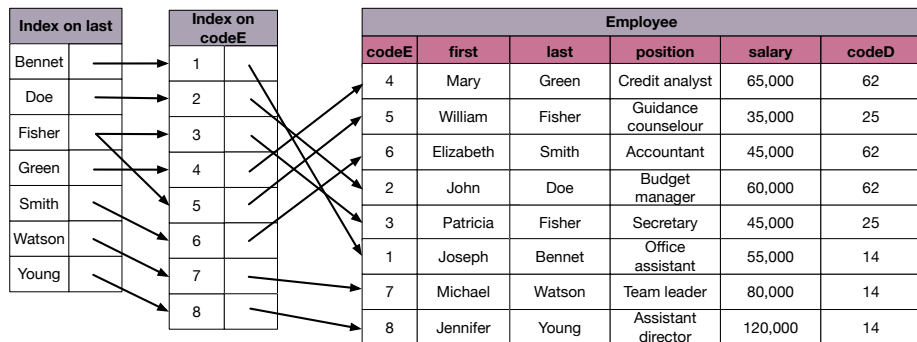 Index on last
Bennet
Doe
Fisher
Green
Smith
Watson
Young
Index on
codeE
1
2
3
4
5
6
7
8
Employee
codeE first last position salary codeD
4 Mary Green Credit analyst 65,000 62
5 William Fisher Guidance
counselour 35,000 25
6 Elizabeth Smith Accountant 45,000 62
2 John Doe Budget
manager 60,000 62
3 Patricia Fisher Secretary 45,000 25
1 Joseph Bennet Office
assistant 55,000 14
7 Michael Watson Team leader 80,000 14
8 Jennifer Young Assistant
director 120,000 14